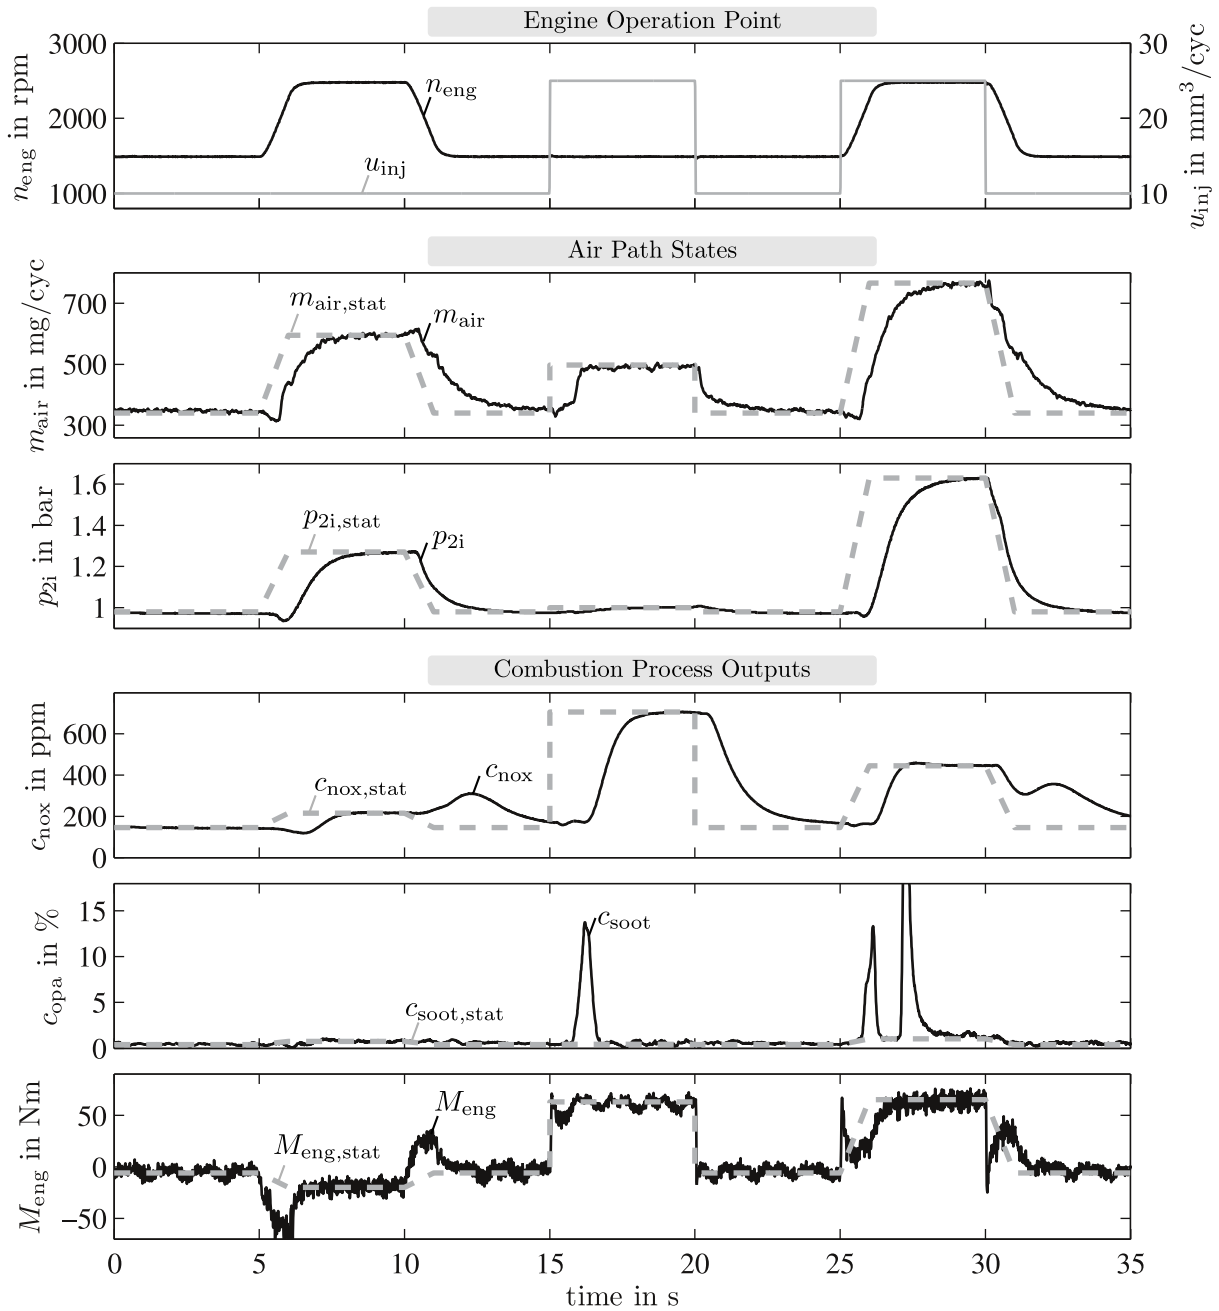 Engine Operation Point
n_eng in rpm
3000
2000
1000
n_eng
u_inj
30
20
10
u_inj in mm³/cyc
Air Path States
m_air in mg/cyc
700
500
300
m_air,stat
m_air
p_2i in bar
1.6
1.4
1.2
1
p_2i,stat
p_2i
Combustion Process Outputs
c_nox in ppm
600
400
200
0
c_nox,stat
c_nox
c_opa in %
15
10
5
0
c_soot
c_soot,stat
M_eng in Nm
50
0
−50
M_eng
M_eng,stat
0 5 10 15 20 25 30 35
time in s